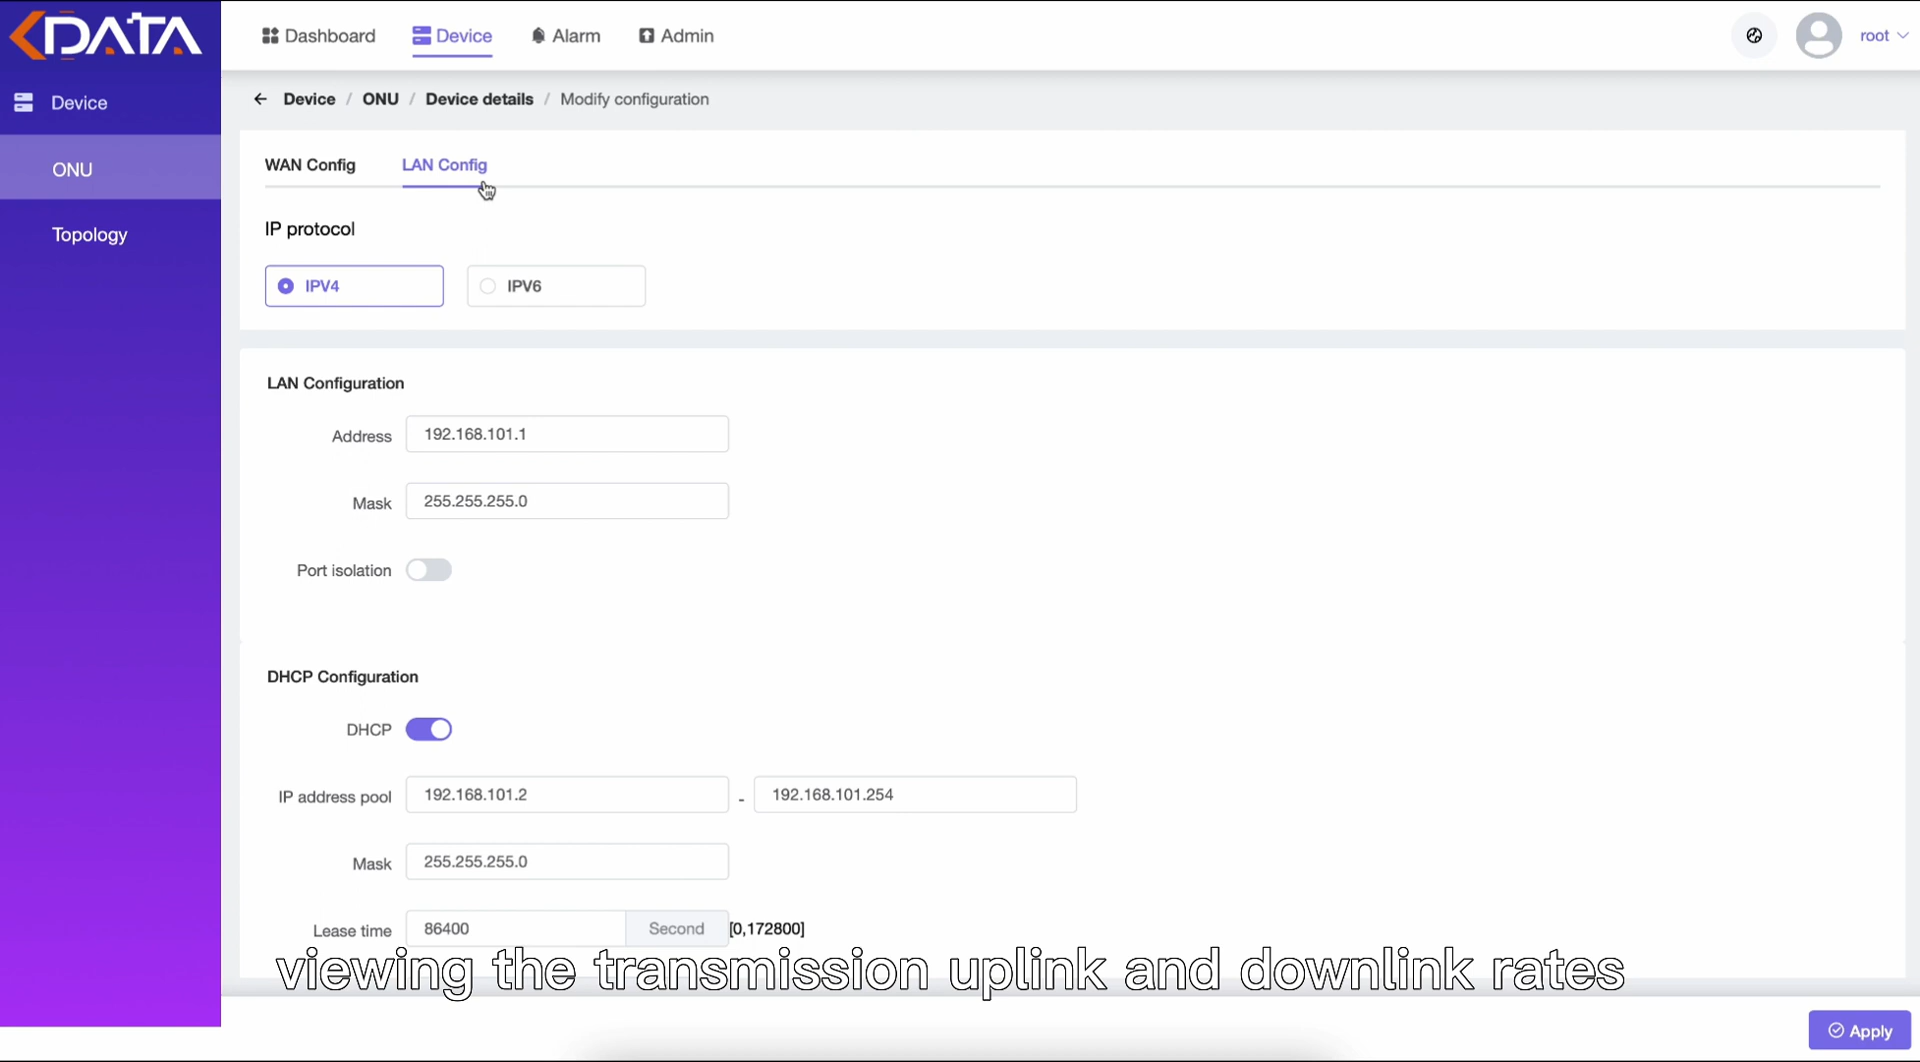 DATA
Dashboard
Device
Alarm
Admin
root
Device
ONU
Topology
Device / ONU / Device details / Modify configuration
WAN Config
LAN Config
IP protocol
IPV4
IPV6
LAN Configuration
Address 192.168.101.1
Mask 255.255.255.0
Port isolation
DHCP Configuration
DHCP
IP address pool 192.168.101.2 - 192.168.101.254
Mask 255.255.255.0
Lease time 86400 Second [0,172800]
viewing the transmission uplink and downlink rates
Apply